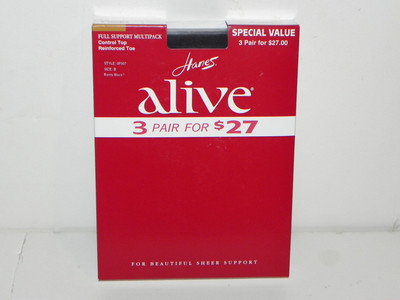 FULL SUPPORT MULTIPACK
Control Top
Reinforced Toe
SIZE B
SPECIAL VALUE
3 Pair for $27.00
Hanes
alive®
3 PAIR FOR $27
FOR BEAUTIFUL SHEER SUPPORT